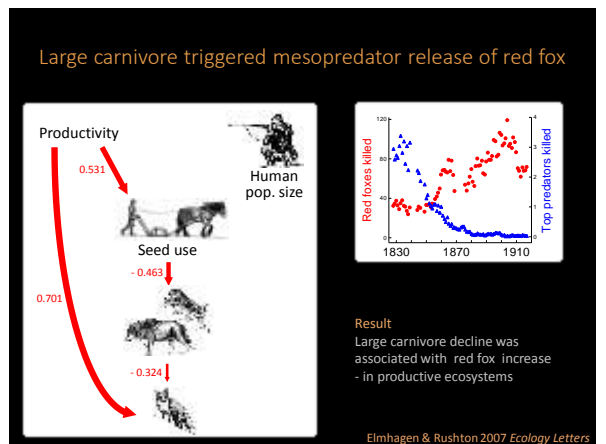 Large carnivore triggered mesopredator release of red fox
Productivity
0.531
Human
pop. size
Seed use
- 0.463
0.701
- 0.324
Red foxes killed
120
80
40
0
Top predators killed
4
3
2
1
0
1830
1870
1910
Result
Large carnivore decline was
associated with red fox increase
- in productive ecosystems
Elmhagen & Rushton 2007 Ecology Letters